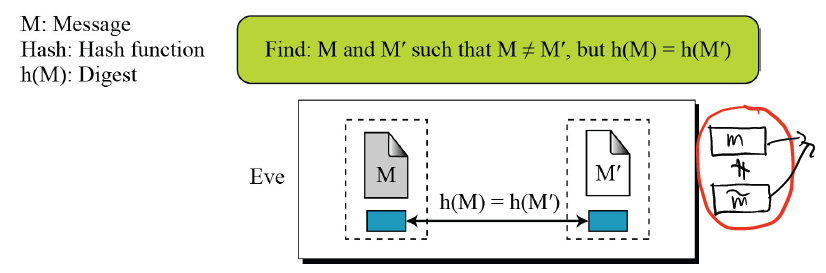 M: Message
Hash: Hash function
h(M): Digest
Find: M and M′ such that M ≠ M′, but h(M) = h(M′)
Eve
M
M′
h(M) = h(M′)
m
≠
m̃